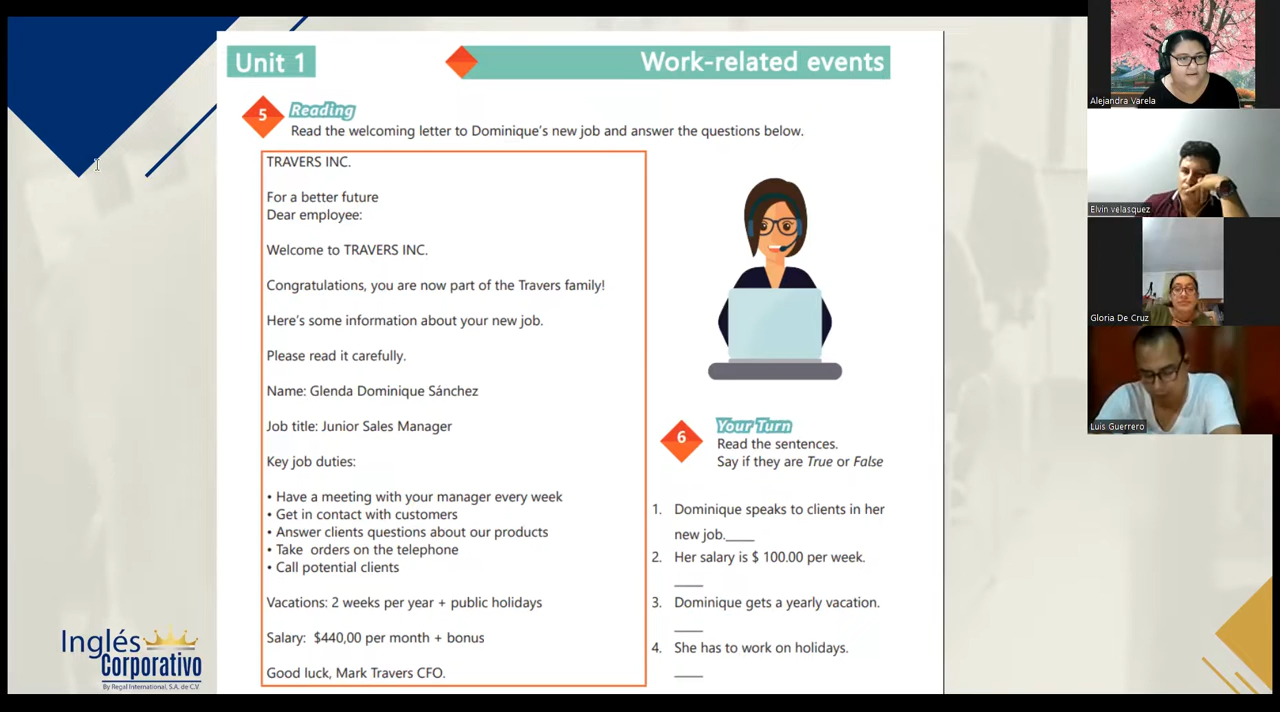 Unit 1
Work-related events
5
Reading
Read the welcoming letter to Dominique's new job and answer the questions below.
TRAVERS INC.
For a better future
Dear employee:
Welcome to TRAVERS INC.
Congratulations, you are now part of the Travers family!
Here's some information about your new job.
Please read it carefully.
Name: Glenda Dominique Sánchez
Job title: Junior Sales Manager
Key job duties:
• Have a meeting with your manager every week
• Get in contact with customers
• Answer clients questions about our products
• Take orders on the telephone
• Call potential clients
Vacations: 2 weeks per year + public holidays
Salary: $440,00 per month + bonus
Good luck, Mark Travers CFO.
6
Your Turn
Read the sentences.
Say if they are True or False
1. Dominique speaks to clients in her
new job.____
2. Her salary is $ 100.00 per week.
____
3. Dominique gets a yearly vacation.
____
4. She has to work on holidays.
____
Inglés
Corporativo
By Regal International, S.A. de C.V
Alejandra Varela
Elvin velasquez
Gloria De Cruz
Luis Guerrero